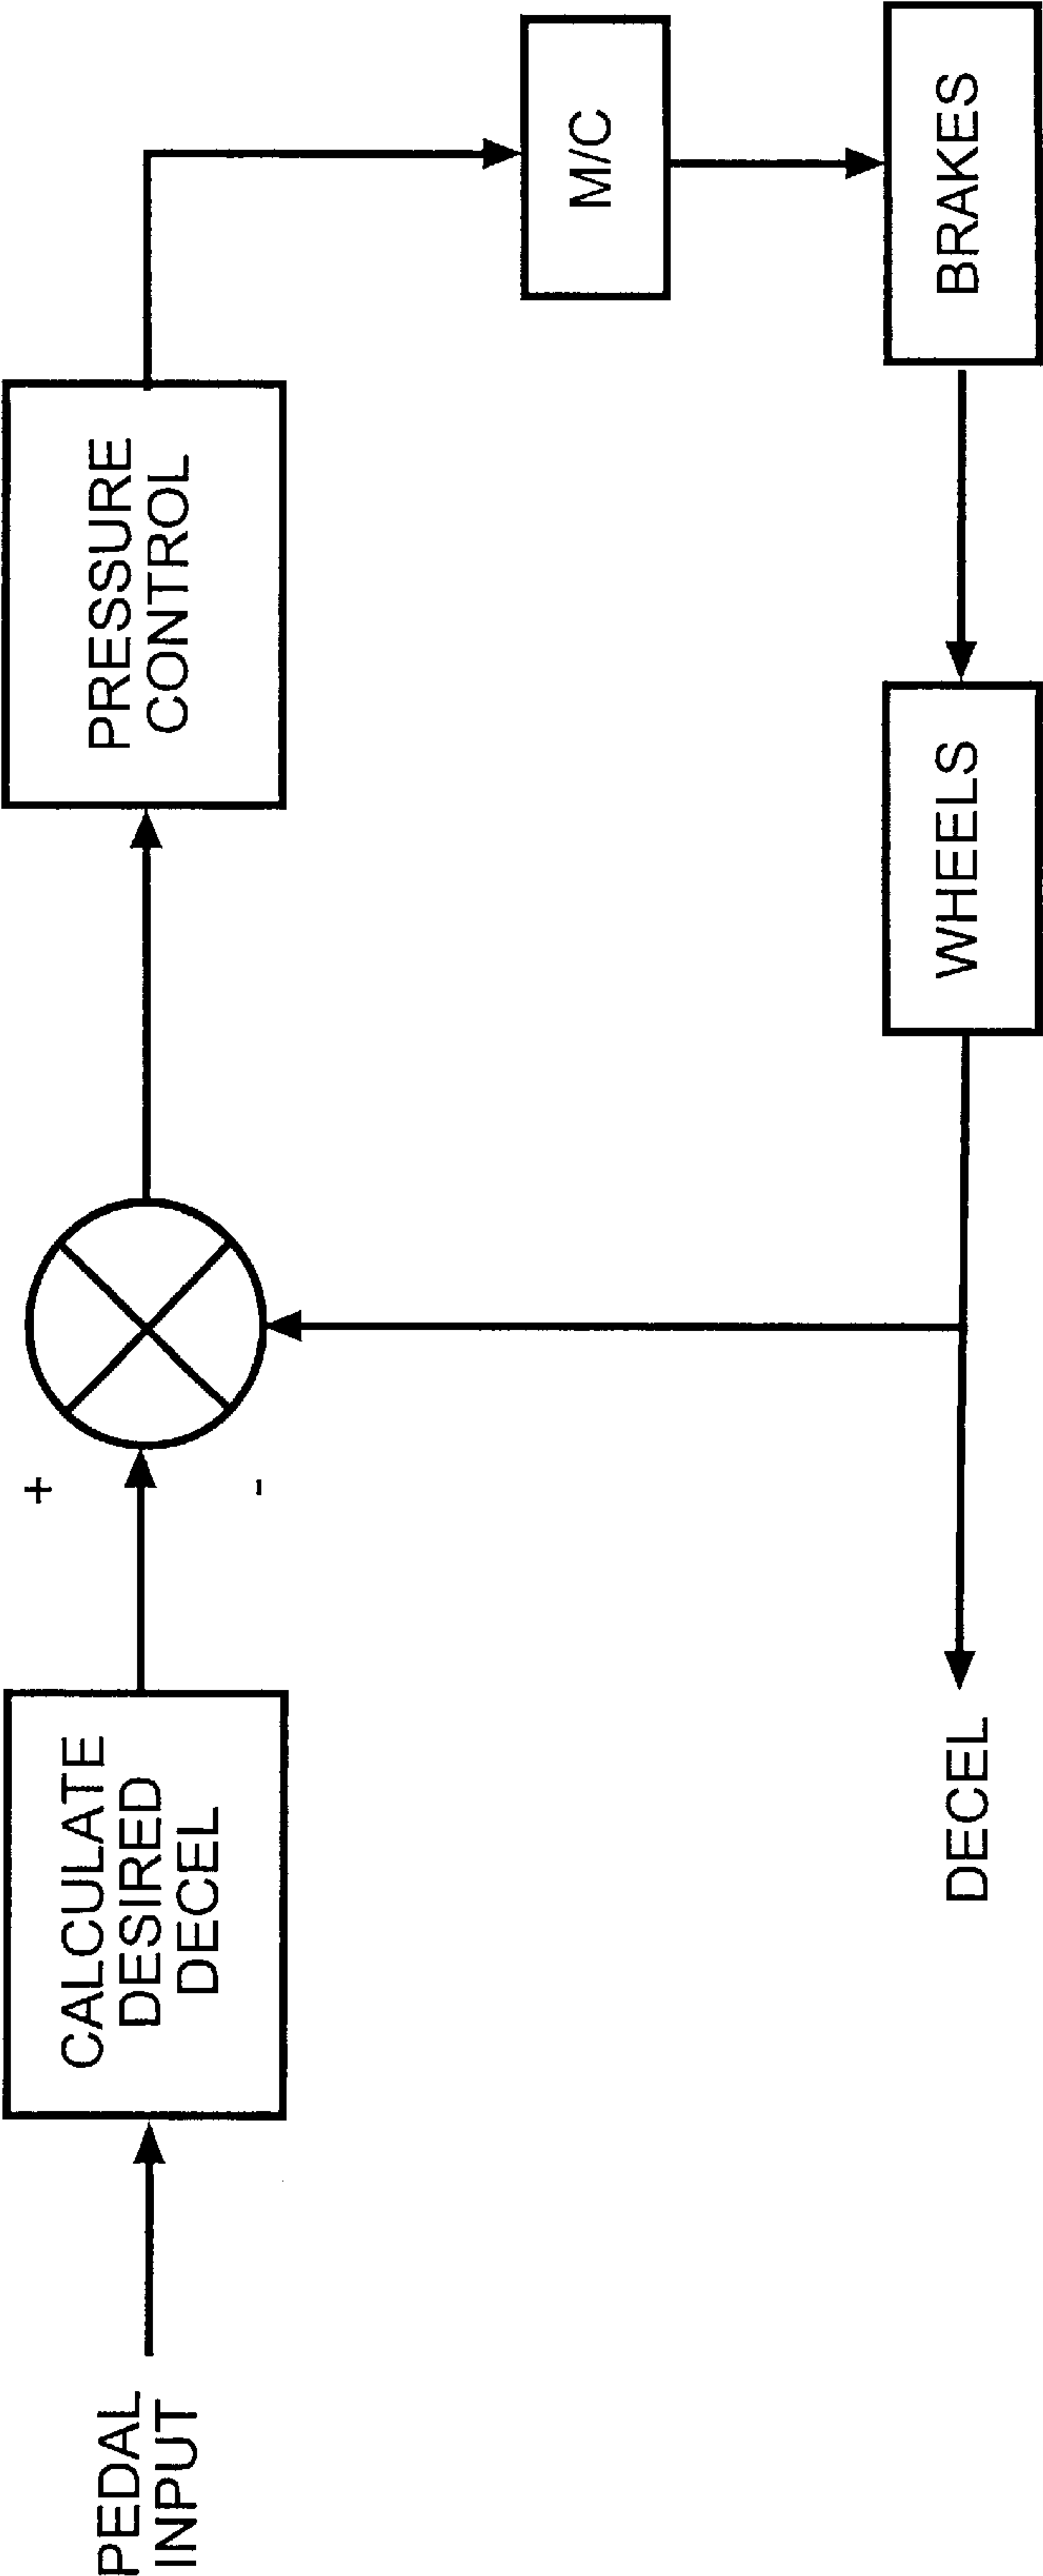 PEDAL
INPUT
CALCULATE
DESIRED
DECEL
+
-
PRESSURE
CONTROL
M/C
BRAKES
WHEELS
DECEL